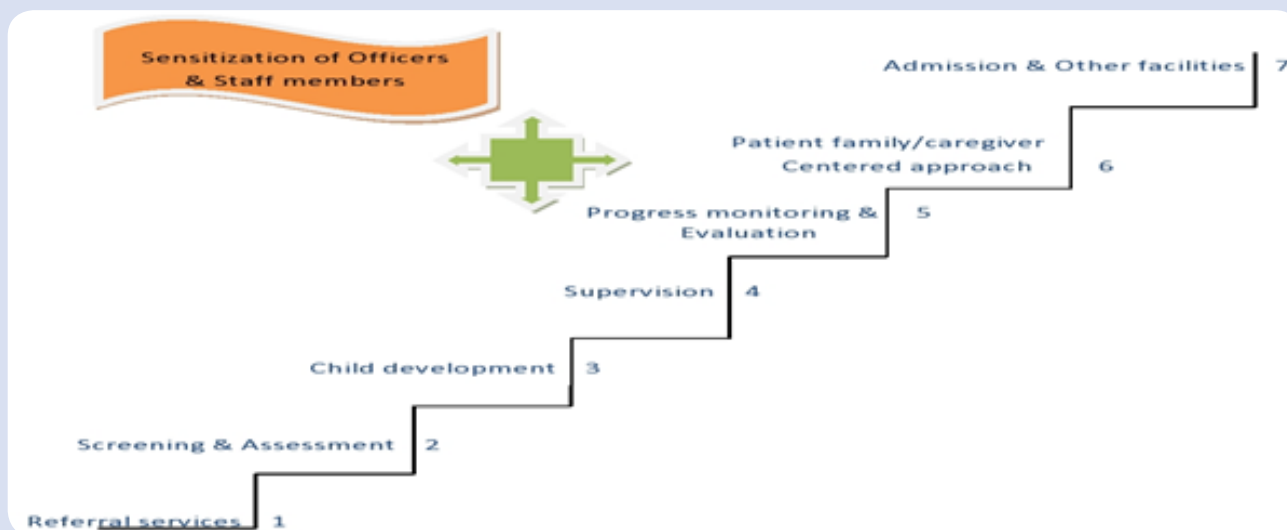 Sensitization of Officers
& Staff members
Admission & Other facilities 7
Patient family/caregiver
Centered approach 6
Progress monitoring & 5
Evaluation
Supervision 4
Child development 3
Screening & Assessment 2
Referral services 1